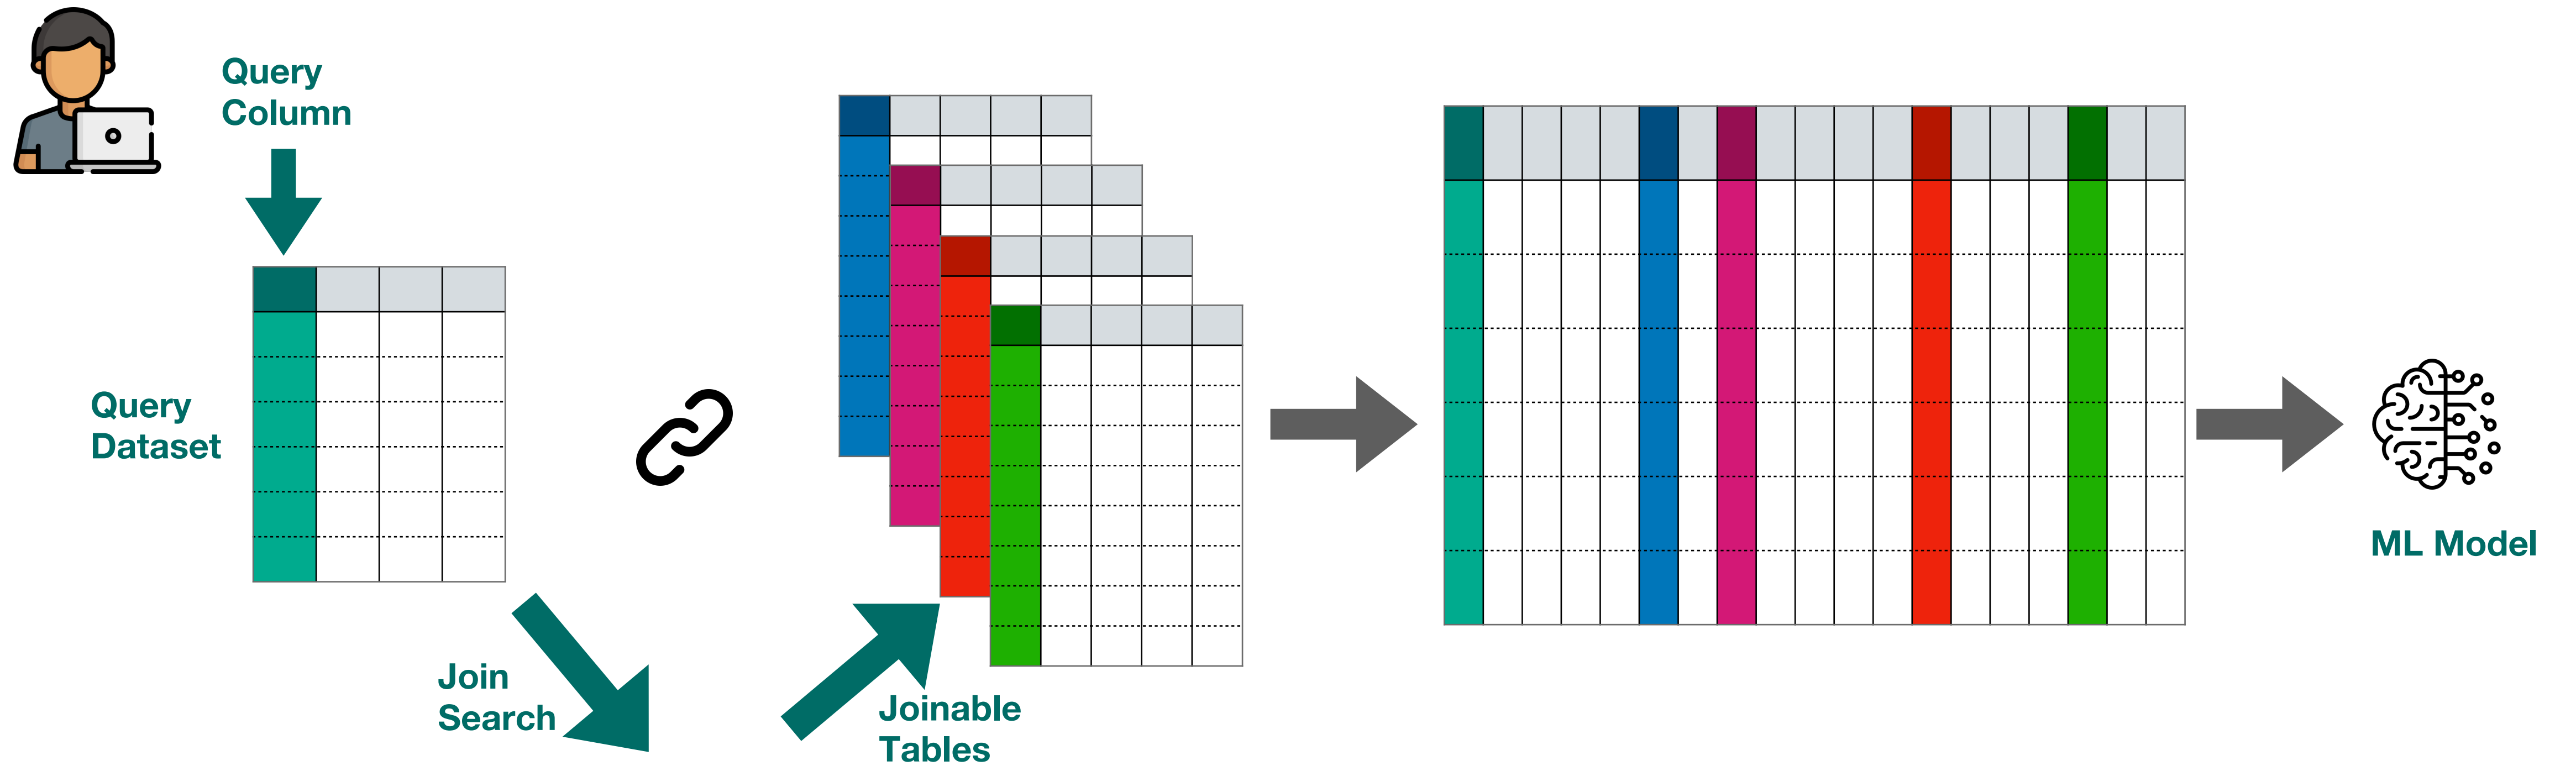 Query
Column
Query
Dataset
Join
Search
Joinable
Tables
ML Model